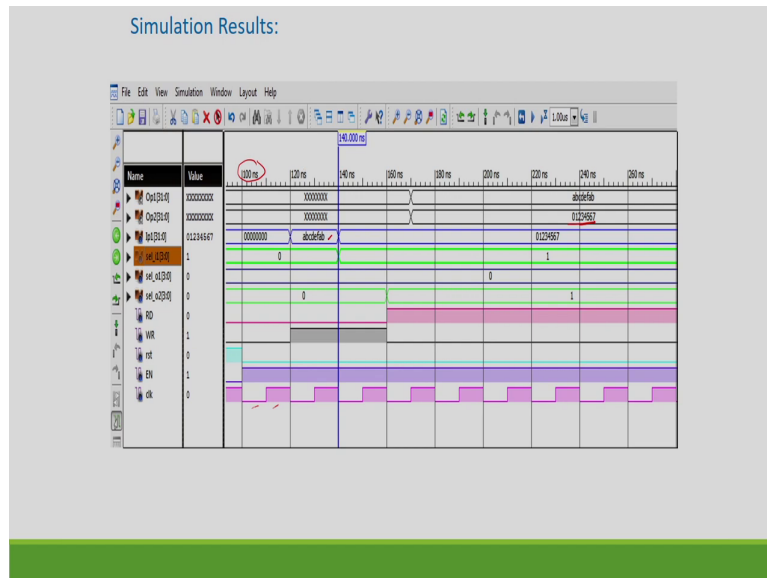 Simulation Results:
File Edit View Simulation Window Layout Help
1.00us
140.000 ns
Name Value
100 ns 120 ns 140 ns 160 ns 180 ns 200 ns 220 ns 240 ns 260 ns
Op1[31:0] XXXXXXXX XXXXXXXX abcdefab
Op2[31:0] XXXXXXXX XXXXXXXX 01234567
Ip1[31:0] 01234567 00000000 abcdefab 01234567
sel_i1[3:0] 1 0 1
sel_o1[3:0] 0 0
sel_o2[3:0] 0 0 1
RD 0
WR 1
rst 0
EN 1
clk 0